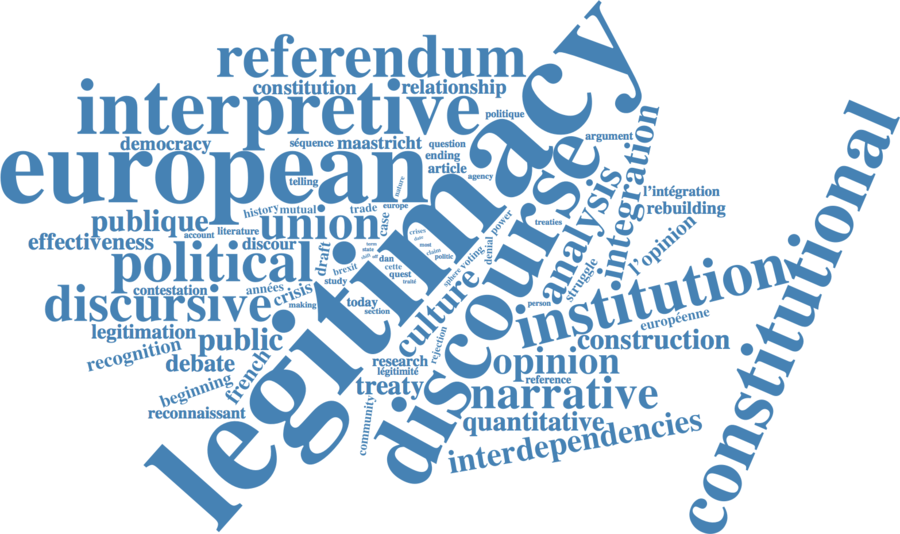 referendum
constitution
relationship
interpretive
politique
argument
democracy
séquence
maastricht
question
ending
european
legitimacy
article
agency
telling
nature
discourse
integration
constitutional
l'intégration
rebuilding
publique
history
mutual
trade
europe
case
union
account
literature
effectiveness
discour
power
treaties
analysis
l'opinion
political
draft
crises
date
most
claim
politic
denial
voting
sphere
term
state
shift
off
dan
cette
quest
traité
brexit
study
contestation
années
crisis
discursive
making
today
section
culture
struggle
person
institution
européenne
legitimation
public
recognition
debate
french
research
légitimité
rejection
opinion
construction
beginning
treaty
reference
narrative
reconnaissant
community
quantitative
interdependencies